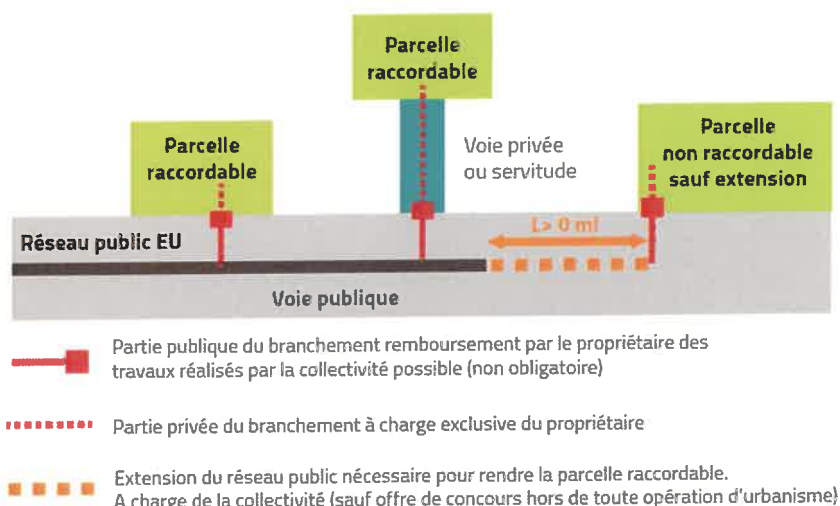 Parcelle
raccordable
Parcelle
raccordable
Voie privée
ou servitude
Parcelle
non raccordable
sauf extension
L> 0 ml
Réseau public EU
Voie publique
Partie publique du branchement remboursement par le propriétaire des
travaux réalisés par la collectivité possible (non obligatoire)
Partie privée du branchement à charge exclusive du propriétaire
Extension du réseau public nécessaire pour rendre la parcelle raccordable.
A charge de la collectivité (sauf offre de concours hors de toute opération d'urbanisme)